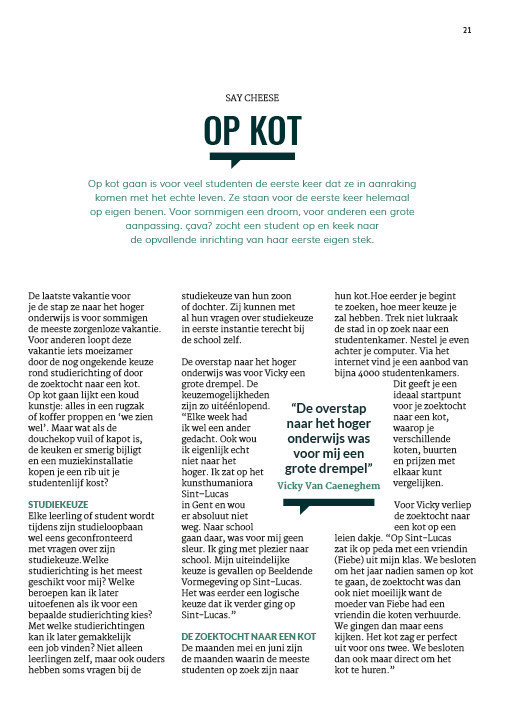 21
SAY CHEESE
OP KOT
Op kot gaan is voor veel studenten de eerste keer dat ze in aanraking
komen met het echte leven. Ze staan voor de eerste keer helemaal
op eigen benen. Voor sommigen een droom, voor anderen een grote
aanpassing. çava? zocht een student op en keek naar
de opvallende inrichting van haar eerste eigen stek.
De laatste vakantie voor
je de stap ze naar het hoger
onderwijs is voor sommigen
de meeste zorgenloze vakantie.
Voor anderen loopt deze
vakantie iets moeizamer
door de nog ongekende keuze
rond studierichting of door
de zoektocht naar een kot.
Op kot gaan lijkt een koud
kunstje: alles in een rugzak
of koffer proppen en ‘we zien
wel’. Maar wat als de
douchekop vuil of kapot is,
de keuken er smerig bijligt
en een muziekinstallatie
kopen je een rib uit je
studentenlijf kost?
STUDIEKEUZE
Elke leerling of student wordt
tijdens zijn studieloopbaan
wel eens geconfronteerd
met vragen over zijn
studiekeuze.Welke
studierichting is het meest
geschikt voor mij? Welke
beroepen kan ik later
uitoefenen als ik voor een
bepaalde studierichting kies?
Met welke studierichtingen
kan ik later gemakkelijk
een job vinden? Niet alleen
leerlingen zelf, maar ook ouders
hebben soms vragen bij de
studiekeuze van hun zoon
of dochter. Zij kunnen met
al hun vragen over studiekeuze
in eerste instantie terecht bij
de school zelf.
De overstap naar het hoger
onderwijs was voor Vicky een
grote drempel. De
keuzemogelijkheden
zijn zo uitéénlopend.
“Elke week had
ik wel een ander
gedacht. Ook wou
ik eigenlijk echt
niet naar het
hoger. Ik zat op het
kunsthumaniora
Sint-Lucas
in Gent en wou
er absoluut niet
weg. Naar school
gaan daar, was voor mij geen
sleur. Ik ging met plezier naar
school. Mijn uiteindelijke
keuze is gevallen op Beeldende
Vormegeving op Sint-Lucas.
Het was eerder een logische
keuze dat ik verder ging op
Sint-Lucas.”
DE ZOEKTOCHT NAAR EEN KOT
De maanden mei en juni zijn
de maanden waarin de meeste
studenten op zoek zijn naar
“De overstap
naar het hoger
onderwijs was
voor mij een
grote drempel”
Vicky Van Caeneghem
hun kot.Hoe eerder je begint
te zoeken, hoe meer keuze je
zal hebben. Trek niet lukraak
de stad in op zoek naar een
studentenkamer. Nestel je even
achter je computer. Via het
internet vind je een aanbod van
bijna 4000 studentenkamers.
Dit geeft je een
ideaal startpunt
voor je zoektocht
naar een kot,
waarop je
verschillende
koten, buurten
en prijzen met
elkaar kunt
vergelijken.
Voor Vicky verliep
de zoektocht naar
een kot op een
leien dakje. “Op Sint-Lucas
zat ik op peda met een vriendin
(Fiebe) uit mijn klas. We besloten
om het jaar nadien samen op kot
te gaan, de zoektocht was dan
ook niet moeilijk want de
moeder van Fiebe had een
vriendin die koten verhuurde.
We gingen dan maar eens
kijken. Het kot zag er perfect
uit voor ons twee. We besloten
dan ook maar direct om het
kot te huren.”